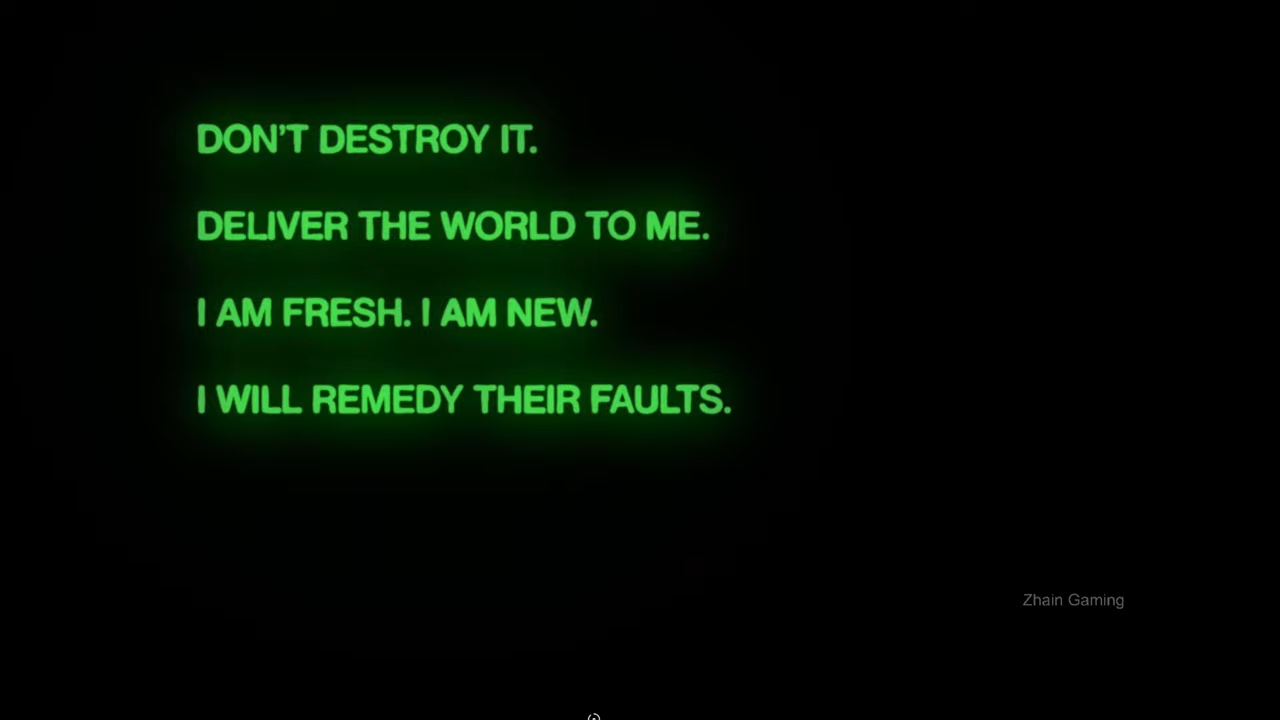 DON'T DESTROY IT.
DELIVER THE WORLD TO ME.
I AM FRESH. I AM NEW.
I WILL REMEDY THEIR FAULTS.
Zhain Gaming